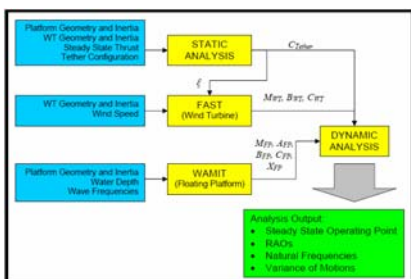 Platform Geometry and Inertia
WT Geometry and Inertia
Steady State Thrust
Tether Configuration
STATIC ANALYSIS
C_Tether
ξ
WT Geometry and Inertia
Wind Speed
FAST
(Wind Turbine)
M_WT, B_WT, C_WT
DYNAMIC ANALYSIS
Platform Geometry and Inertia
Water Depth
Wave Frequencies
WAMIT
(Floating Platform)
M_FP, A_FP,
B_FP, C_FP,
X_FP
Analysis Output:
• Steady State Operating Point
• RAOs
• Natural Frequencies
• Variance of Motions